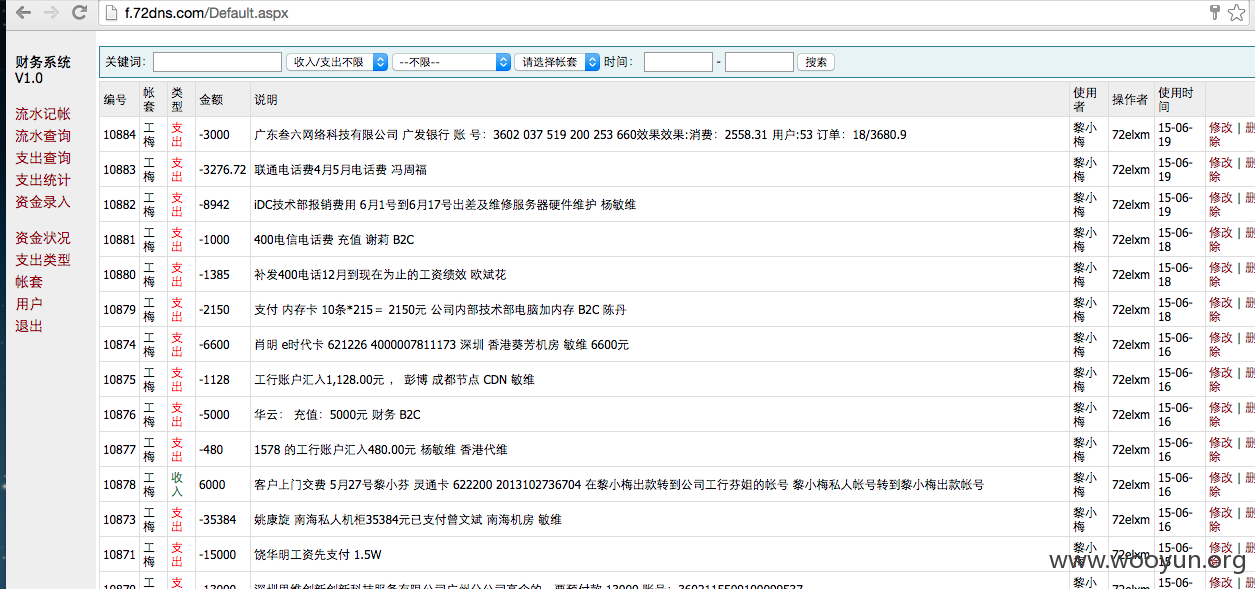 f.72dns.com/Default.aspx
财务系统
V1.0
流水记帐
流水查询
支出查询
支出统计
资金录入
资金状况
支出类型
帐套
用户
退出
关键词: 收入/支出不限 --不限-- 请选择帐套 时间: - 搜索
编号 帐套 类型 金额 说明 使用者 操作者 使用时间
10884 工梅 支出 -3000 广东叁六网络科技有限公司 广发银行 账 号：3602 037 519 200 253 660效果效果:消费：2558.31 用户:53 订单：18/3680.9 黎小梅 72elxm 15-06-19 修改 | 删除
10883 工梅 支出 -3276.72 联通电话费4月5月电话费 冯周福 黎小梅 72elxm 15-06-19 修改 | 删除
10882 工梅 支出 -8942 iDC技术部报销费用 6月1号到6月17号出差及维修服务器硬件维护 杨敏维 黎小梅 72elxm 15-06-19 修改 | 删除
10881 工梅 支出 -1000 400电信电话费 充值 谢莉 B2C 黎小梅 72elxm 15-06-18 修改 | 删除
10880 工梅 支出 -1385 补发400电话12月到现在为止的工资绩效 欧斌花 黎小梅 72elxm 15-06-18 修改 | 删除
10879 工梅 支出 -2150 支付 内存卡 10条*215＝ 2150元 公司内部技术部电脑加内存 B2C 陈丹 黎小梅 72elxm 15-06-18 修改 | 删除
10874 工梅 支出 -6600 肖明 e时代卡 621226 4000007811173 深圳 香港葵芳机房 敏维 6600元 黎小梅 72elxm 15-06-16 修改 | 删除
10875 工梅 支出 -1128 工行账户汇入1,128.00元 ， 彭博 成都节点 CDN 敏维 黎小梅 72elxm 15-06-16 修改 | 删除
10876 工梅 支出 -5000 华云： 充值：5000元 财务 B2C 黎小梅 72elxm 15-06-16 修改 | 删除
10877 工梅 支出 -480 1578 的工行账户汇入480.00元 杨敏维 香港代维 黎小梅 72elxm 15-06-16 修改 | 删除
10878 工梅 收入 6000 客户上门交费 5月27号黎小芬 灵通卡 622200 2013102736704 在黎小梅出款转到公司工行芬姐的帐号 黎小梅私人帐号转到黎小梅出款帐号 黎小梅 72elxm 15-06-16 修改 | 删除
10873 工梅 支出 -35384 姚康旋 南海私人机柜35384元已支付曾文斌 南海机房 敏维 黎小梅 72elxm 15-06-16 修改 | 删除
10871 工梅 支出 -15000 饶华明工资先支付 1.5W 黎小梅 72elxm 修改 | 删除
www.wooyun.org